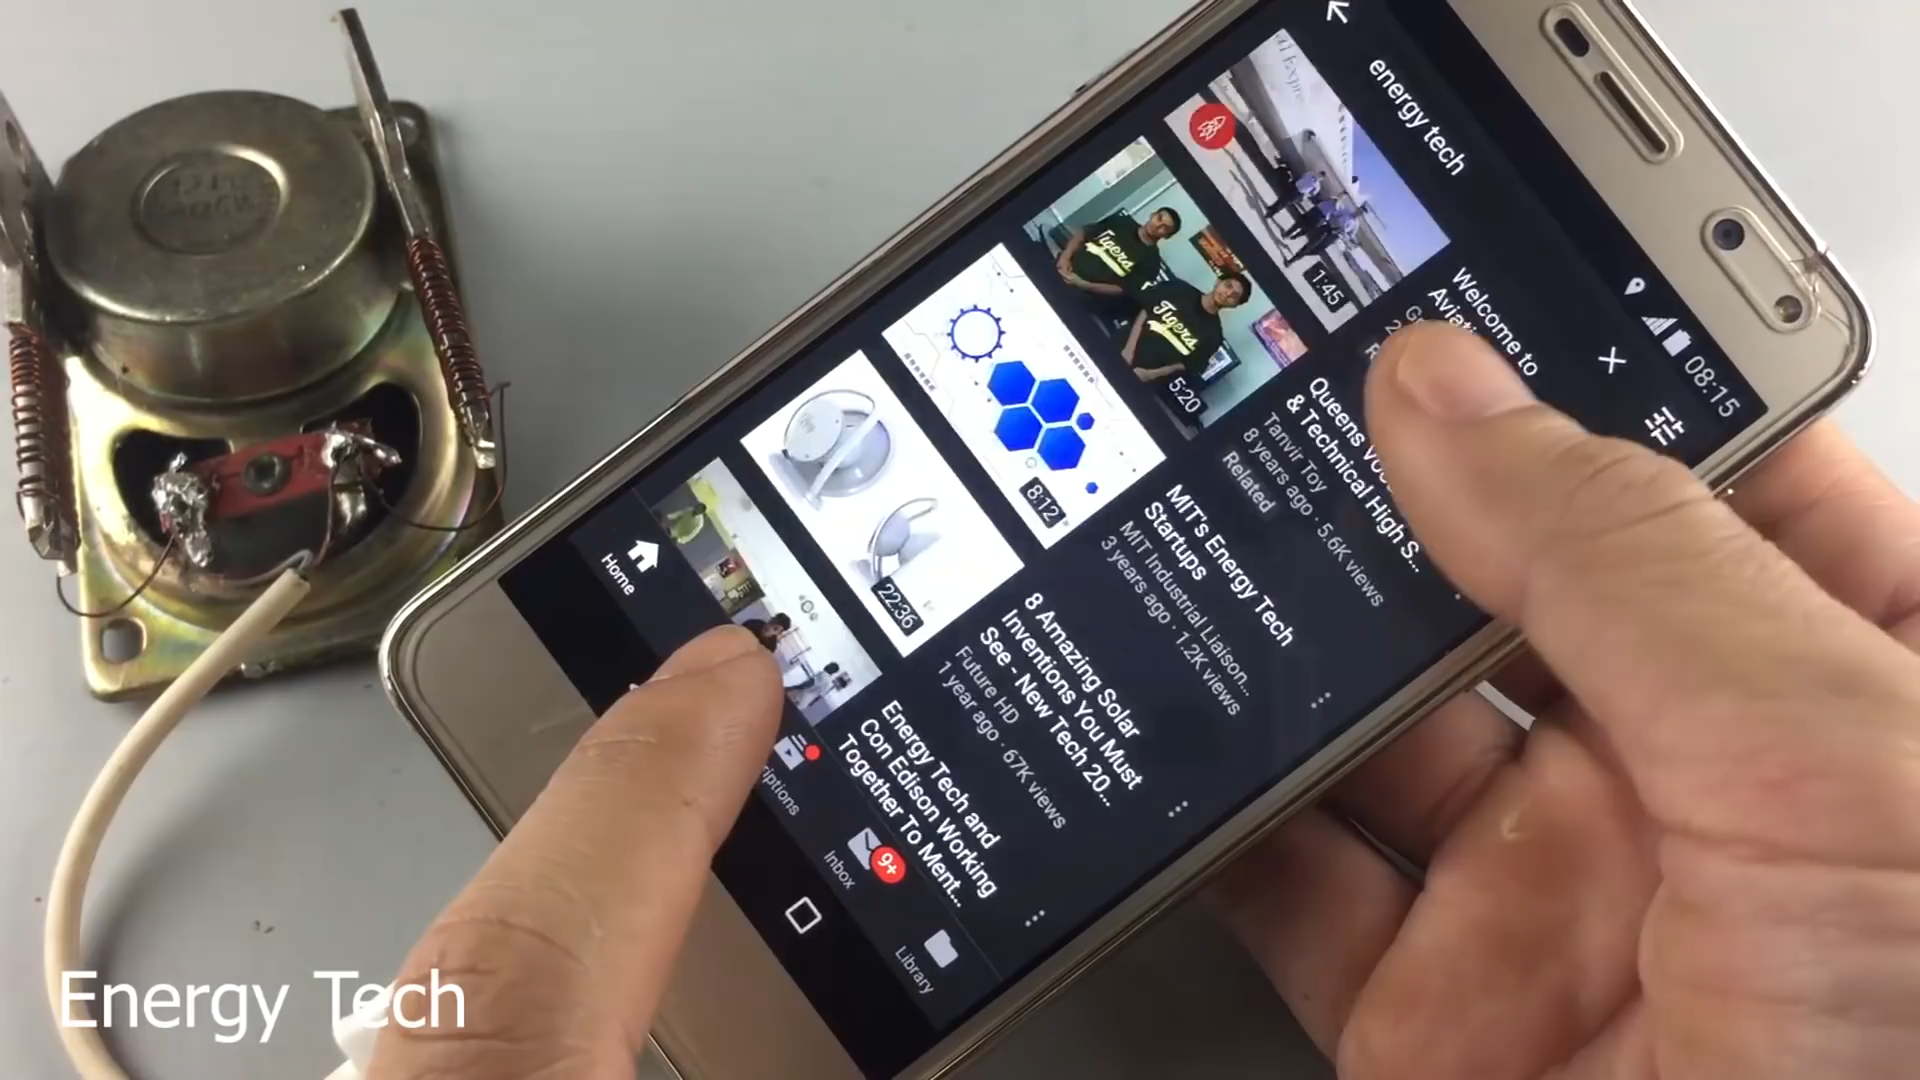 energy tech
08:15
1:45
Welcome to
5:20
Queens
& Technical High S...
Tanvir Toy
8 years ago · 5.6K views
Related
8:12
MIT's Energy Tech
Startups
MIT Industrial Liaison...
3 years ago · 1.2K views
22:36
8 Amazing Solar
Inventions You Must
See - New Tech 20...
Future HD
1 year ago · 67K views
Energy Tech and
Con Edison Working
Together To Ment...
Home
Inbox
9+
Library
Tigers
Tigers
Energy Tech